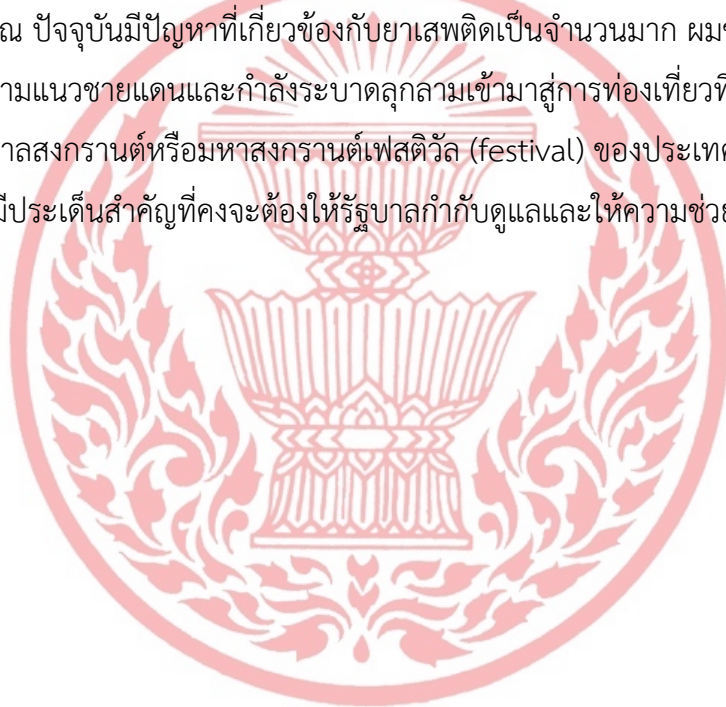 ณ ปัจจุบันมีปัญหาที่เกี่ยวข้องกับยาเสพติดเป็นจำนวนมาก ผมข
ามแนวชายแดนและกำลังระบาดลุกลามเข้ามาสู่การท่องเที่ยวที
าลสงกรานต์หรือมหาสงกรานต์เฟสติวัล (festival) ของประเทศ
มีประเด็นสำคัญที่คงจะต้องให้รัฐบาลกำกับดูแลและให้ความช่วย